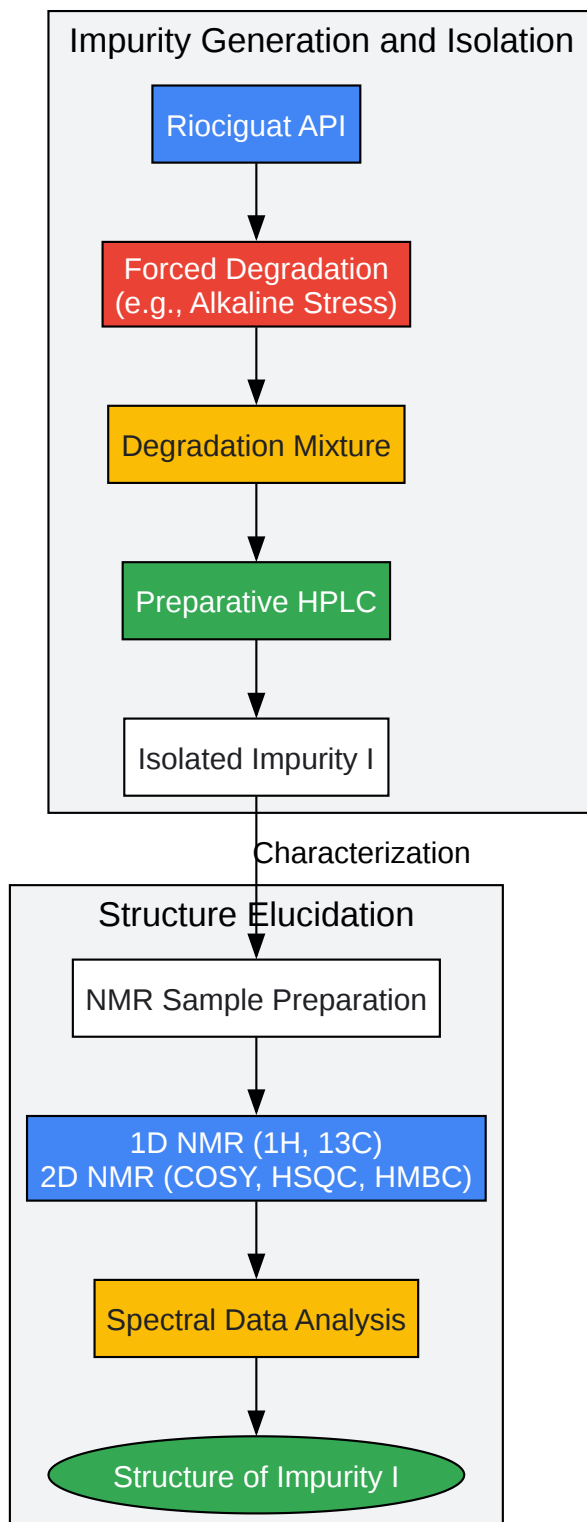 Impurity Generation and Isolation
Riociguat API
Forced Degradation
(e.g., Alkaline Stress)
Degradation Mixture
Preparative HPLC
Isolated Impurity I
Characterization
Structure Elucidation
NMR Sample Preparation
1D NMR (1H, 13C)
2D NMR (COSY, HSQC, HMBC)
Spectral Data Analysis
Structure of Impurity I